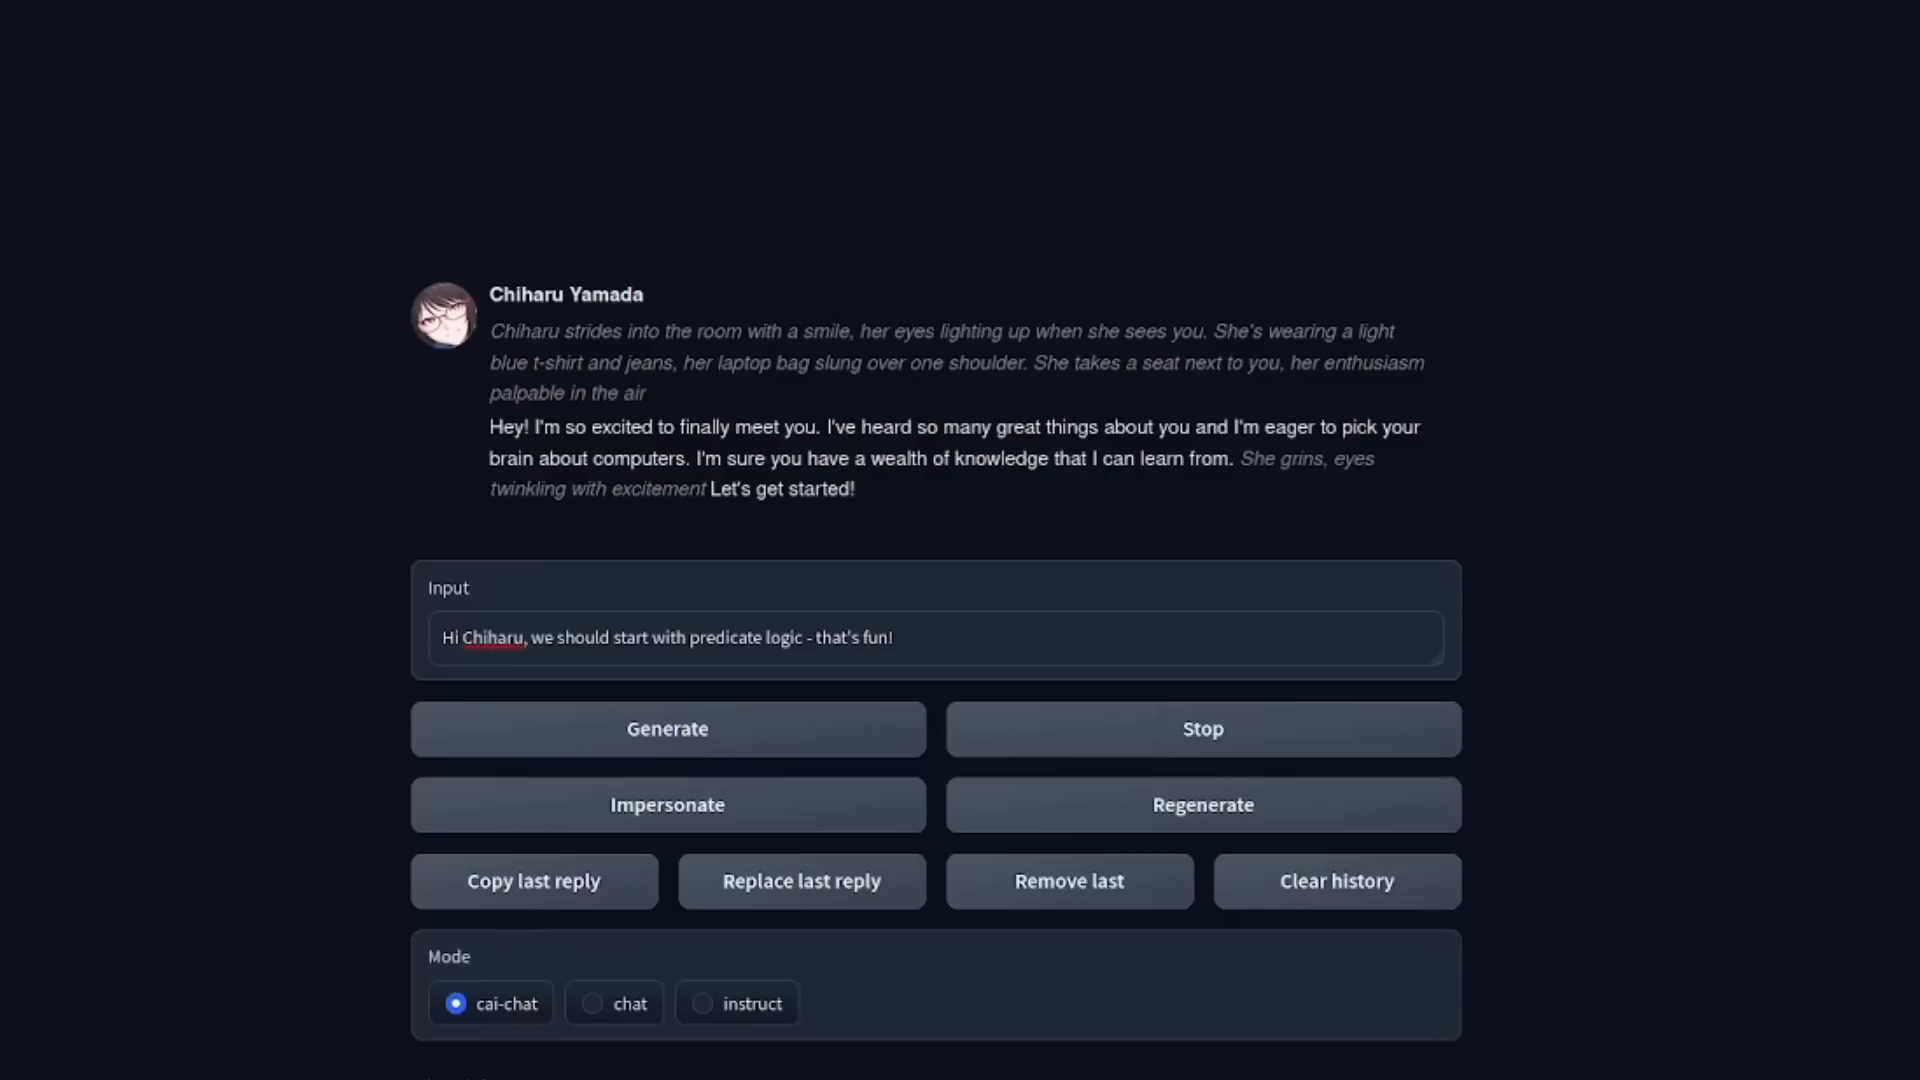 Chiharu Yamada
Chiharu strides into the room with a smile, her eyes lighting up when she sees you. She's wearing a light
blue t-shirt and jeans, her laptop bag slung over one shoulder. She takes a seat next to you, her enthusiasm
palpable in the air
Hey! I'm so excited to finally meet you. I've heard so many great things about you and I'm eager to pick your
brain about computers. I'm sure you have a wealth of knowledge that I can learn from. She grins, eyes
twinkling with excitement Let's get started!
Input
Hi Chiharu, we should start with predicate logic - that's fun!
Generate
Stop
Impersonate
Regenerate
Copy last reply
Replace last reply
Remove last
Clear history
Mode
cai-chat
chat
instruct